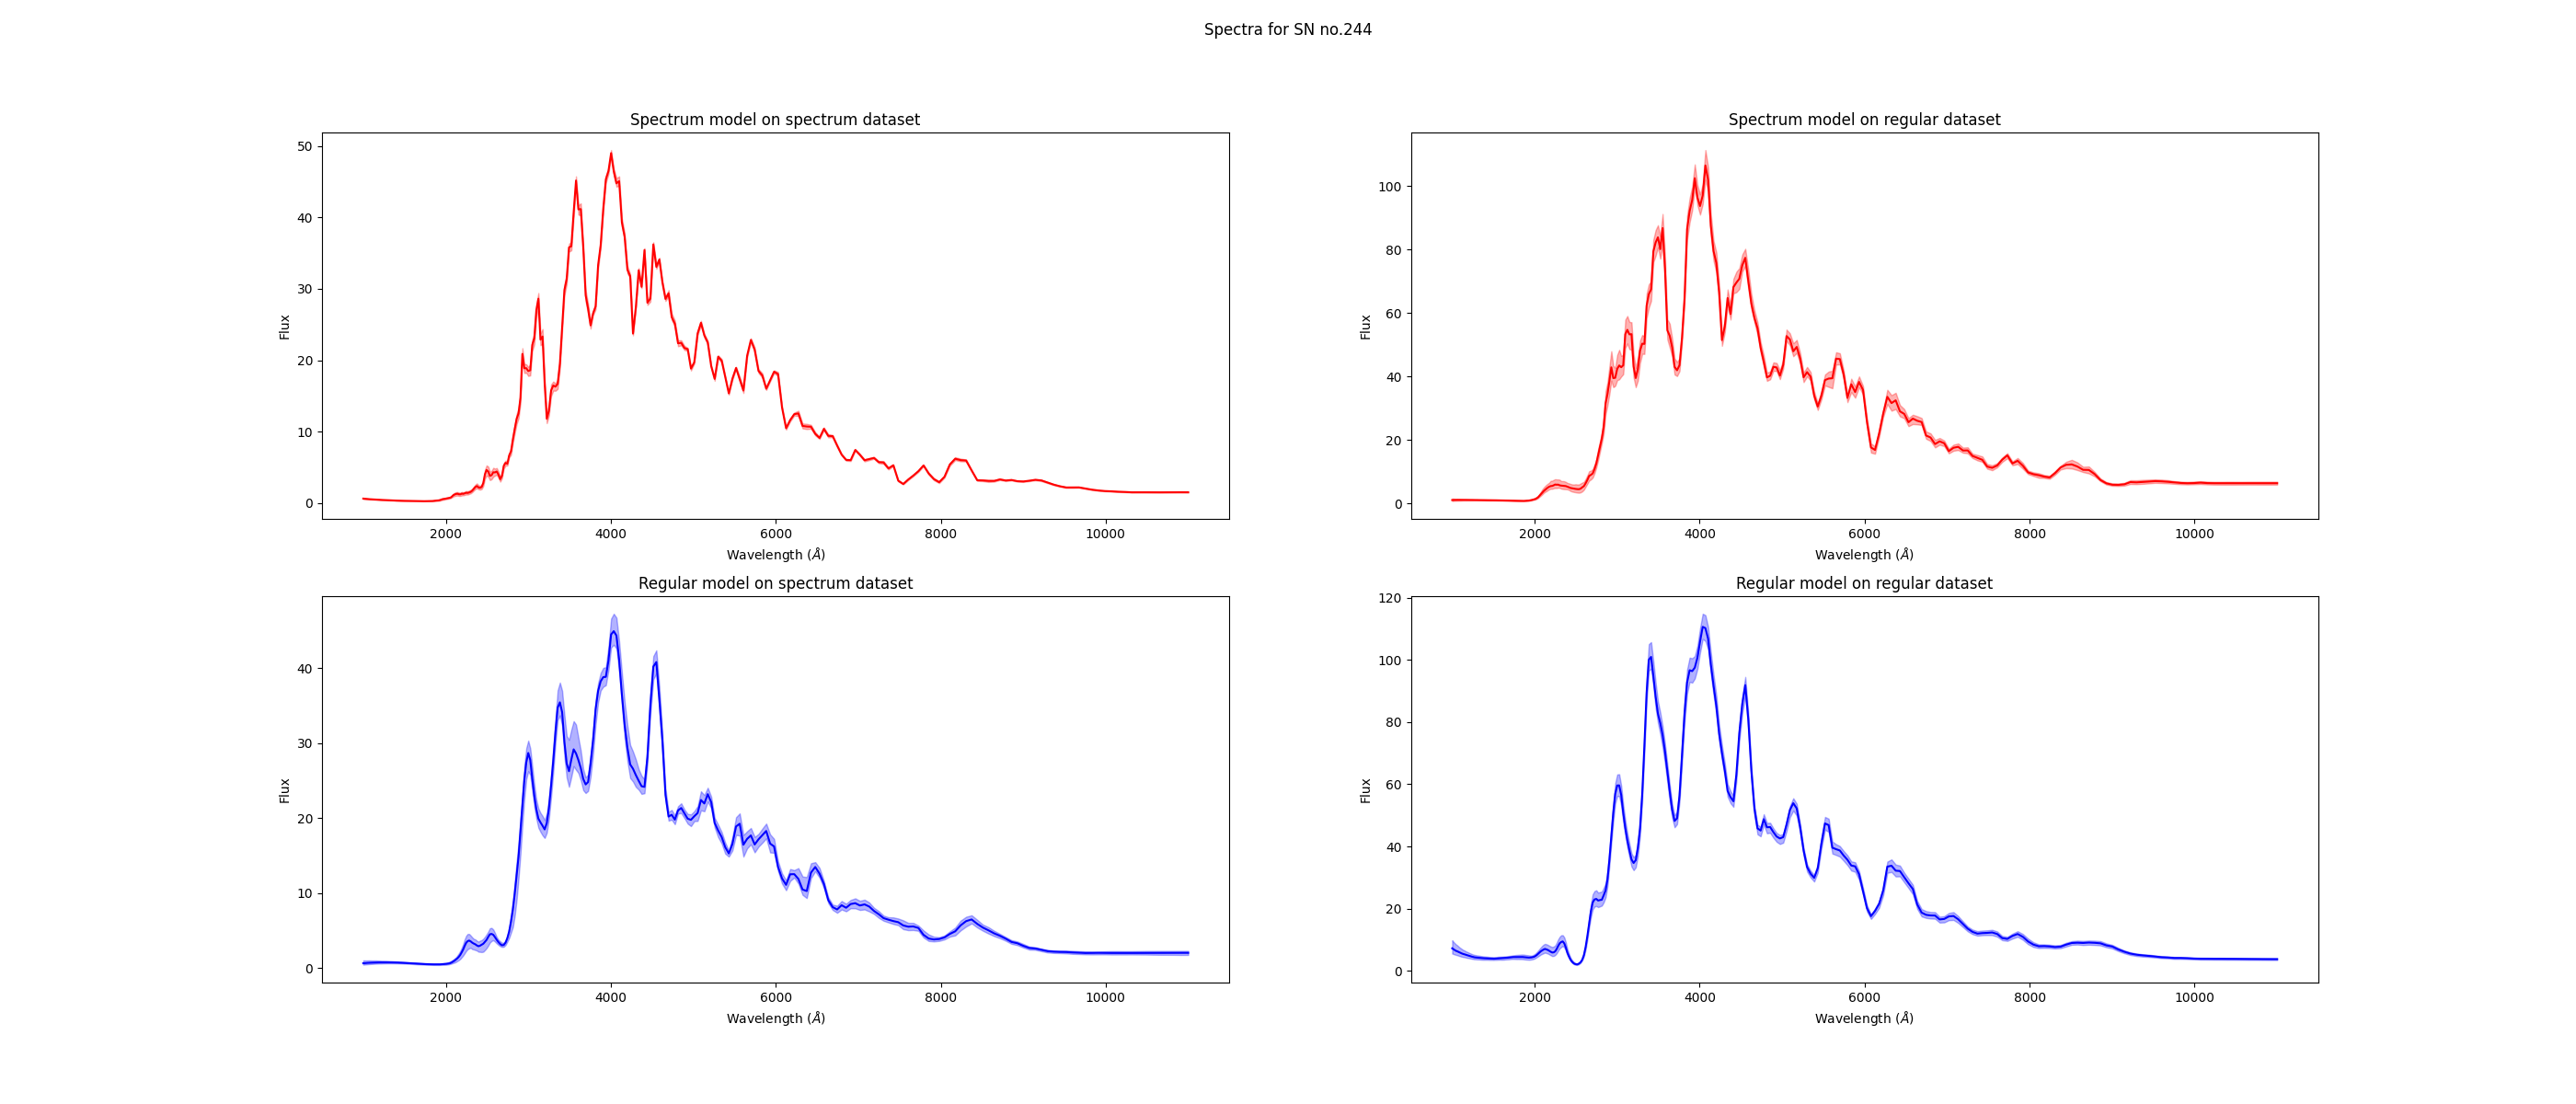 Spectra for SN no.244
Spectrum model on spectrum dataset
50
40
30
20
10
0
Flux
2000 4000 6000 8000 10000
Wavelength (Å)
Spectrum model on regular dataset
100
80
60
40
20
0
Flux
2000 4000 6000 8000 10000
Wavelength (Å)
Regular model on spectrum dataset
40
30
20
10
0
Flux
2000 4000 6000 8000 10000
Wavelength (Å)
Regular model on regular dataset
120
100
80
60
40
20
0
Flux
2000 4000 6000 8000 10000
Wavelength (Å)